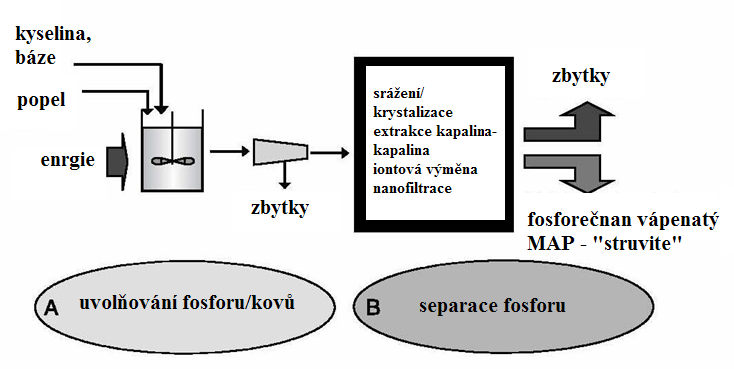 kyselina,
báze
popel
enrgie
zbytky
srážení/
krystalizace
extrakce kapalina-
kapalina
iontová výměna
nanofiltrace
zbytky
fosforečnan vápenatý
MAP - "struvite"
A uvolňování fosforu/kovů
B separace fosforu